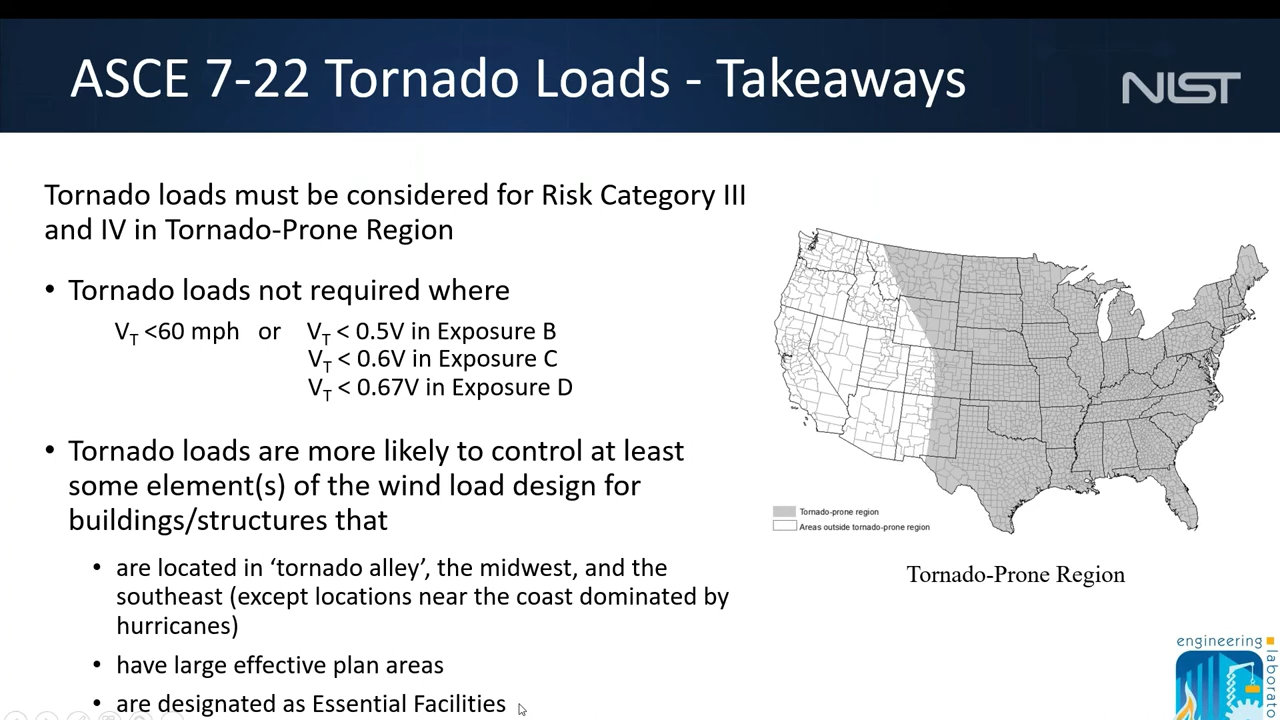 ASCE 7-22 Tornado Loads - Takeaways
NIST
Tornado loads must be considered for Risk Category III
and IV in Tornado-Prone Region
• Tornado loads not required where
V_T <60 mph or V_T < 0.5V in Exposure B
V_T < 0.6V in Exposure C
V_T < 0.67V in Exposure D
• Tornado loads are more likely to control at least
some element(s) of the wind load design for
buildings/structures that
• are located in ‘tornado alley’, the midwest, and the
southeast (except locations near the coast dominated by
hurricanes)
• have large effective plan areas
• are designated as Essential Facilities
Tornado-prone region
Areas outside tornado-prone region
Tornado-Prone Region
engineering
laborato